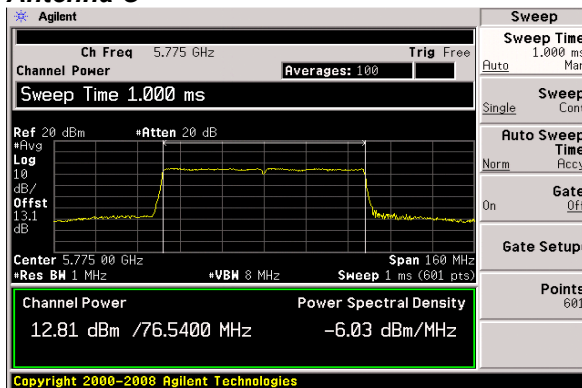 Antenna C
Agilent
Ch Freq 5.775 GHz Trig Free
Channel Power Averages: 100
Sweep Time 1.000 ms
Ref 20 dBm #Atten 20 dB
#Avg
Log
10
dB/
Offst
13.1
dB
Center 5.775 00 GHz Span 160 MHz
#Res BW 1 MHz #VBW 8 MHz Sweep 1 ms (601 pts)
Channel Power Power Spectral Density
12.81 dBm /76.5400 MHz -6.03 dBm/MHz
Copyright 2000-2008 Agilent Technologies
Sweep
Sweep Time
1.000 ms
Auto Man
Sweep
Single Cont
Auto Sweep
Time
Norm Accy
Gate
On Off
Gate Setup
Points
601